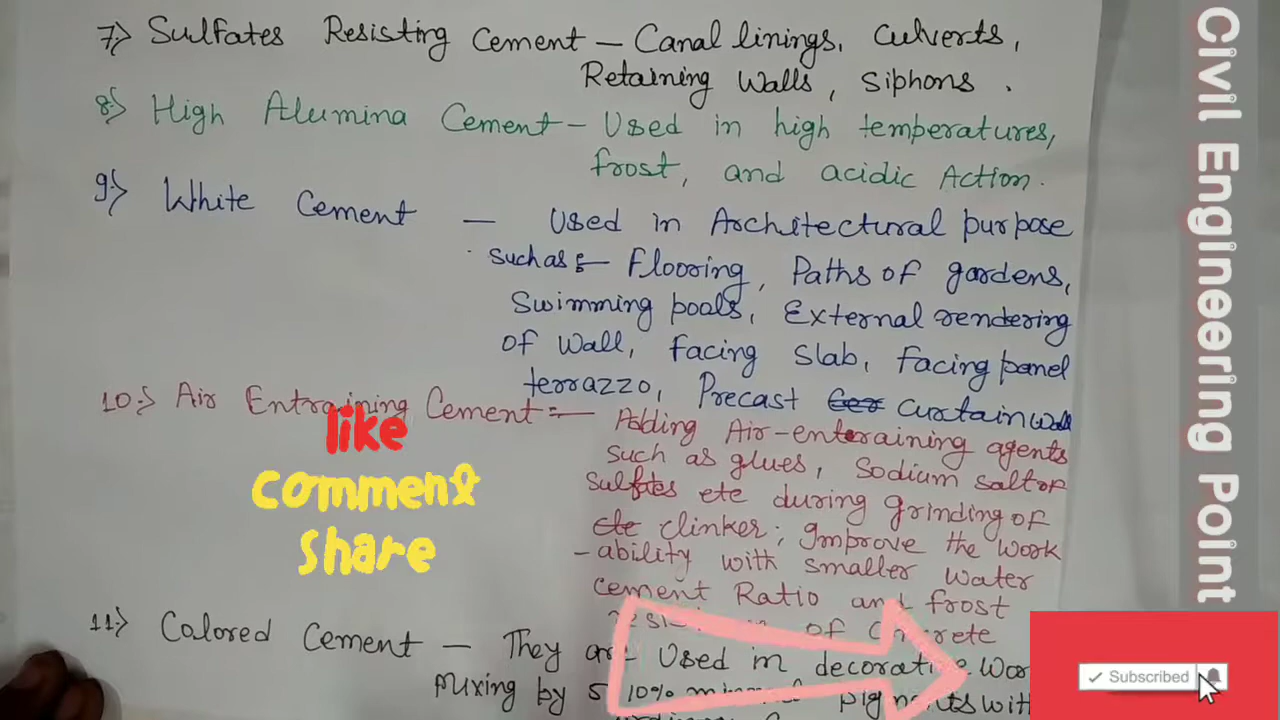 7:> Sulfates Resisting Cement — Canal linings, Culverts,
Retaining Walls, Siphons.
8:> High Alumina Cement — Used in high temperatures,
frost, and acidic Action.
9:> White Cement — Used in Architectural purpose
such as :— Flooring, Paths of gardens,
Swimming pools, External rendering
of Wall, Facing Slab, Facing panel
terrazzo, Precast curtain wall
10:> Air Entraining Cement :— Adding Air-enteraining agents
such as glues, Sodium salt of
Sulfates etc during grinding of
etc clinker; Improve the Work
-ability with smaller Water
cement Ratio and frost
of Concrete
11:> Colored Cement — They are Used in decorative
Mixing by 5 10% pigments with
like
comment
share
Civil Engineering Point
Subscribed